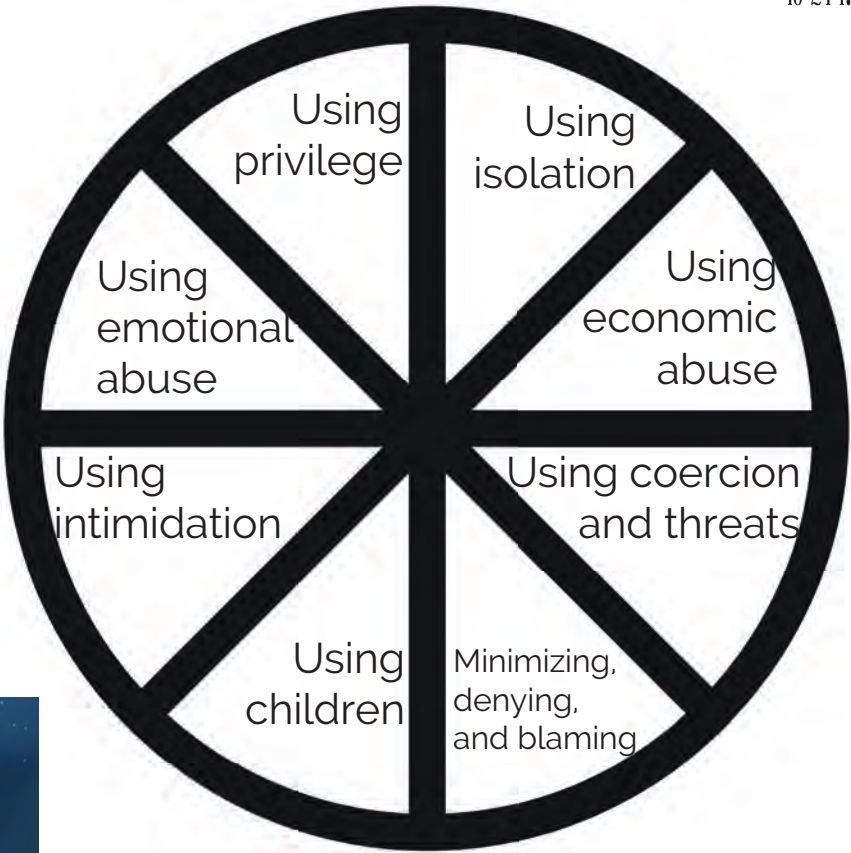 Using
privilege
Using
isolation
Using
economic
abuse
Using coercion
and threats
Minimizing,
denying,
and blaming
Using
children
Using
intimidation
Using
emotional
abuse